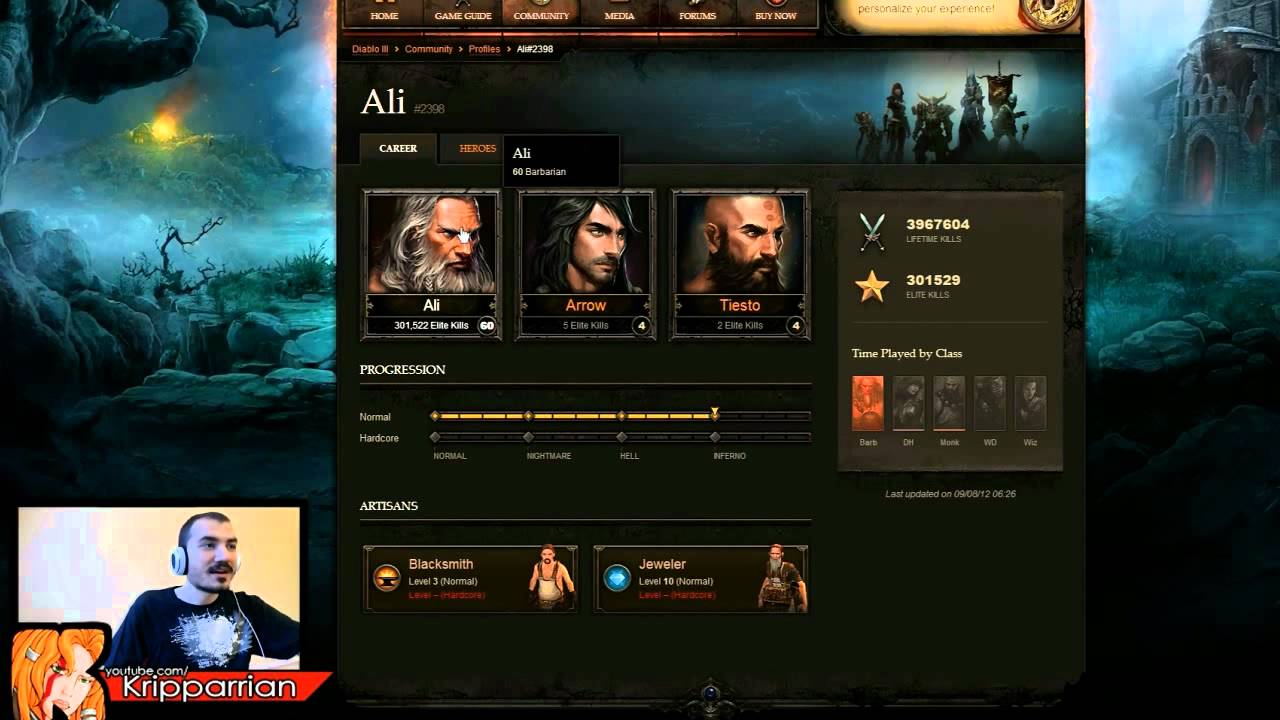 HOME GAME GUIDE COMMUNITY MEDIA FORUMS BUY NOW
personalize your experience!
Diablo III > Community > Profiles > Ali#2398
Ali #2398
CAREER HEROES
Ali
60 Barbarian
Ali
301,522 Elite Kills 60
Arrow
5 Elite Kills 4
Tiesto
2 Elite Kills 4
3967604
LIFETIME KILLS
301529
ELITE KILLS
Time Played by Class
Barb DH Monk WD Wiz
Last updated on 09/08/12 06:26
PROGRESSION
Normal
Hardcore
NORMAL NIGHTMARE HELL INFERNO
ARTISANS
Blacksmith
Level 3 (Normal)
Level – (Hardcore)
Jeweler
Level 10 (Normal)
Level – (Hardcore)
youtube.com/
Kripparrian